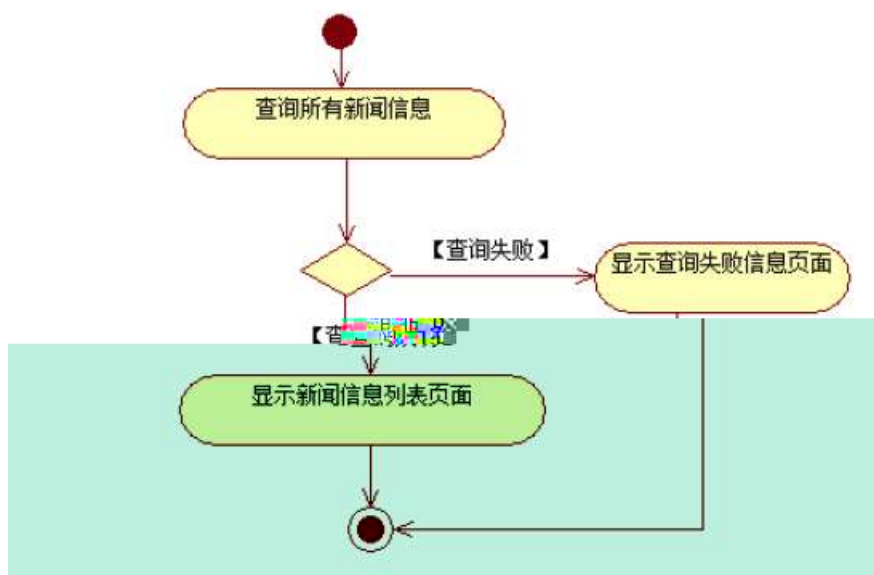 查询所有新闻信息
【查询失败】
显示查询失败信息页面
【查
显示新闻信息列表页面